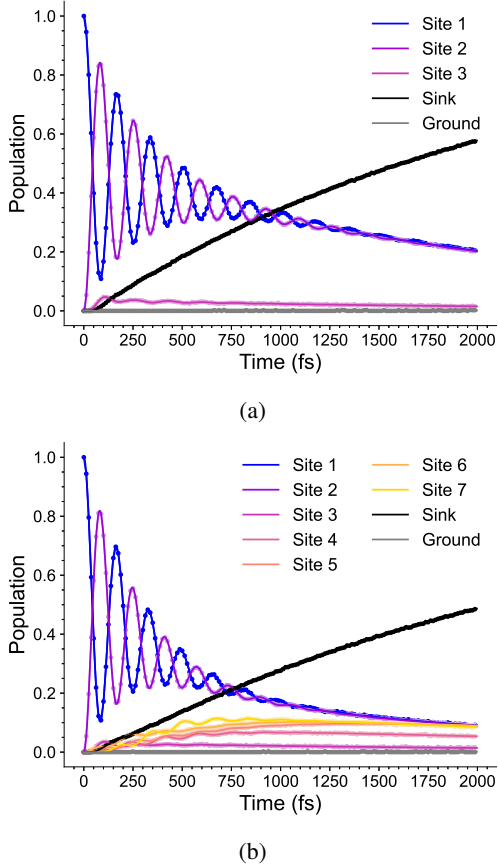 1.0
0.8
0.6
0.4
0.2
0.0
Population
Site 1
Site 2
Site 3
Sink
Ground
0 250 500 750 1000 1250 1500 1750 2000
Time (fs)
(a)
1.0
0.8
0.6
0.4
0.2
0.0
Population
Site 1
Site 2
Site 3
Site 4
Site 5
Site 6
Site 7
Sink
Ground
0 250 500 750 1000 1250 1500 1750 2000
Time (fs)
(b)